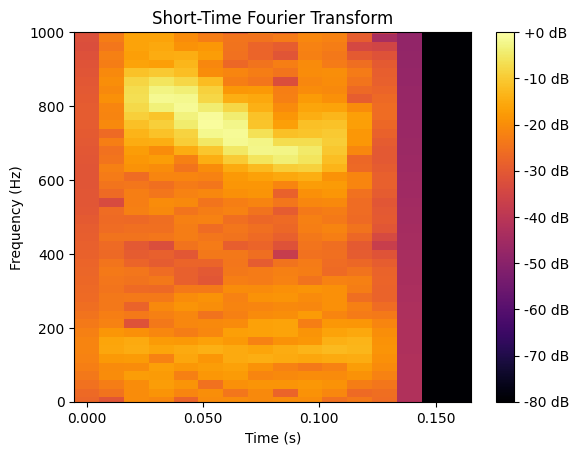 Short-Time Fourier Transform
1000
800
600
400
200
0
Frequency (Hz)
0.000
0.050
0.100
0.150
Time (s)
+0 dB
-10 dB
-20 dB
-30 dB
-40 dB
-50 dB
-60 dB
-70 dB
-80 dB